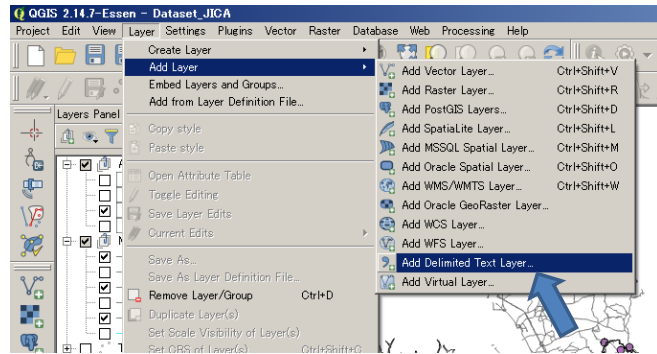 QGIS 2.14.7-Essen - Dataset_JICA
Project Edit View Layer Settings Plugins Vector Raster Database Web Processing Help
Create Layer
Add Layer
Embed Layers and Groups...
Add from Layer Definition File...
Copy style
Paste style
Open Attribute Table
Toggle Editing
Save Layer Edits
Current Edits
Save As...
Save As Layer Definition File...
Remove Layer/Group Ctrl+D
Duplicate Layer(s)
Set Scale Visibility of Layer(s)
Set CRS of Layer(s) Ctrl+Shift+C
Add Vector Layer... Ctrl+Shift+V
Add Raster Layer... Ctrl+Shift+R
Add PostGIS Layers... Ctrl+Shift+D
Add SpatiaLite Layer... Ctrl+Shift+L
Add MSSQL Spatial Layer... Ctrl+Shift+M
Add Oracle Spatial Layer... Ctrl+Shift+O
Add WMS/WMTS Layer... Ctrl+Shift+W
Add Oracle GeoRaster Layer...
Add WCS Layer...
Add WFS Layer...
Add Delimited Text Layer...
Add Virtual Layer...
Layers Panel